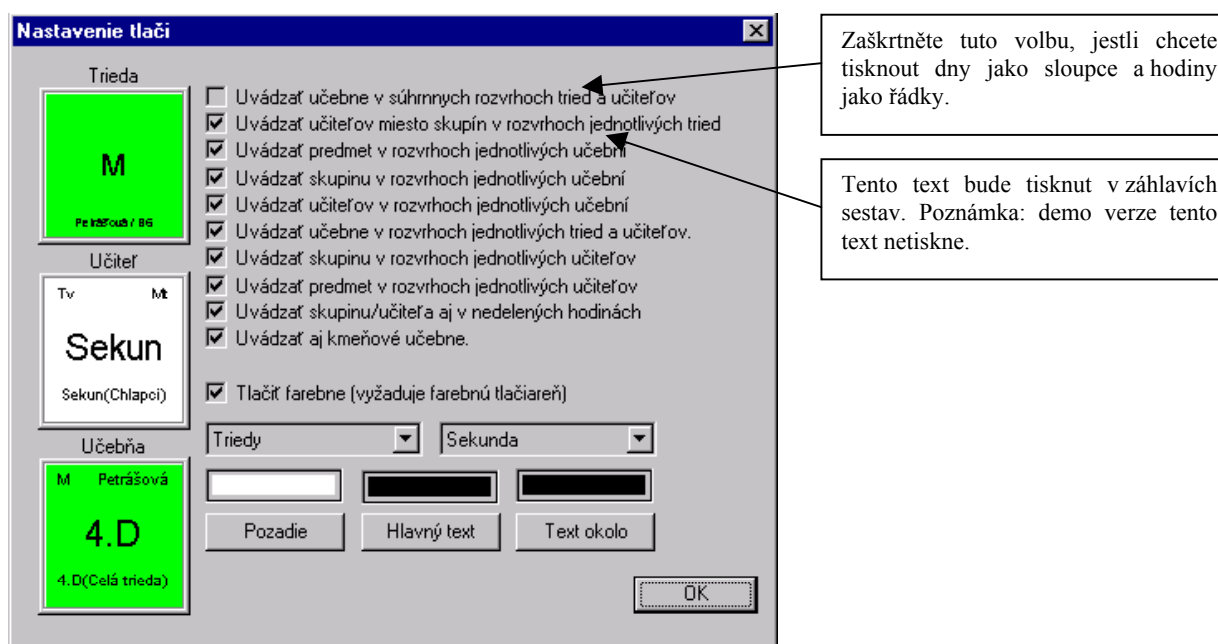 Nastavenie tlači
Trieda
M
Petrášová / 86
Učiteľ
Tv Mt
Sekun
Sekun(Chlapci)
Učebňa
M Petrášová
4.D
4.D(Celá trieda)
Uvádzať učebne v súhrnnych rozvrhoch tried a učiteľov
Uvádzať učiteľov miesto skupín v rozvrhoch jednotlivých tried
Uvádzať predmet v rozvrhoch jednotlivých učební
Uvádzať skupinu v rozvrhoch jednotlivých učební
Uvádzať učiteľov v rozvrhoch jednotlivých učební
Uvádzať učebne v rozvrhoch jednotlivých tried a učiteľov.
Uvádzať skupinu v rozvrhoch jednotlivých učiteľov
Uvádzať predmet v rozvrhoch jednotlivých učiteľov
Uvádzať skupinu/učiteľa aj v nedelených hodinách
Uvádzať aj kmeňové učebne.
Tlačiť farebne (vyžaduje farebnú tlačiareň)
Triedy Sekunda
Pozadie Hlavný text Text okolo
OK
Zaškrtněte tuto volbu, jestli chcete
tisknout dny jako sloupce a hodiny
jako řádky.
Tento text bude tisknut v záhlavích
sestav. Poznámka: demo verze tento
text netiskne.